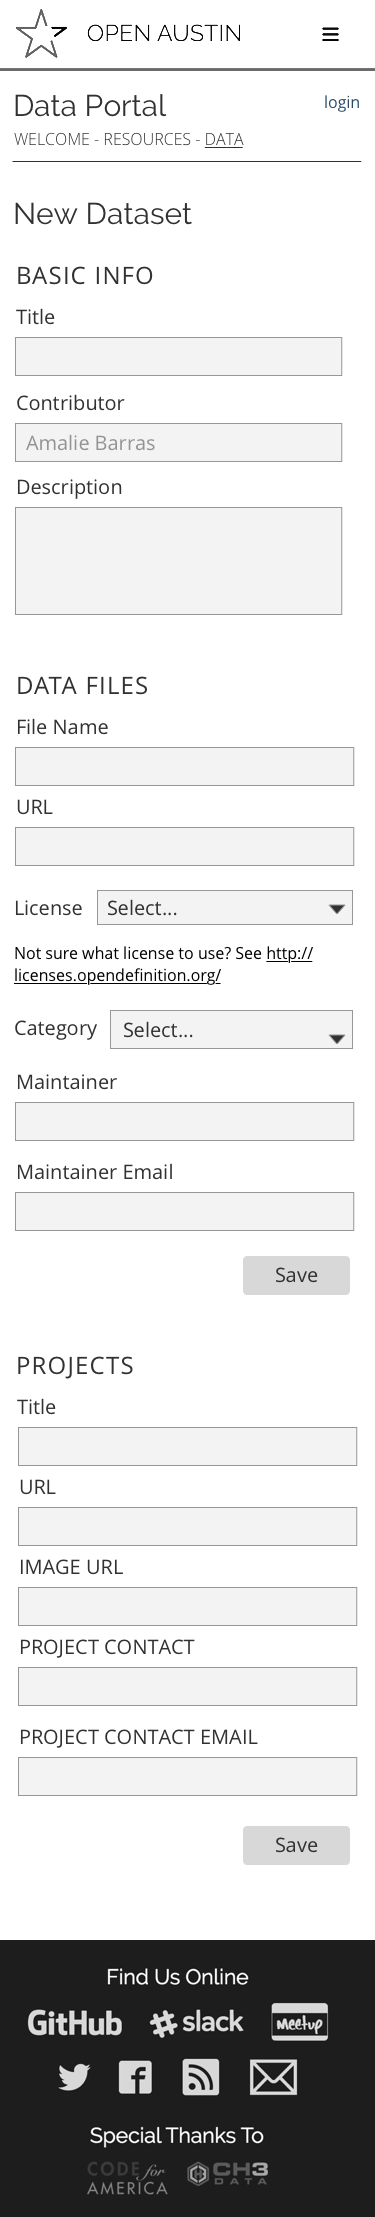 OPEN AUSTIN
Data Portal
login
WELCOME - RESOURCES - DATA
New Dataset
BASIC INFO
Title
Contributor
Amalie Barras
Description
DATA FILES
File Name
URL
License
Select...
Not sure what license to use? See http://
licenses.opendefinition.org/
Category
Select...
Maintainer
Maintainer Email
Save
PROJECTS
Title
URL
IMAGE URL
PROJECT CONTACT
PROJECT CONTACT EMAIL
Save
Find Us Online
GitHub
slack
Meetup
Special Thanks To
CODE for
AMERICA
CH3
DATA